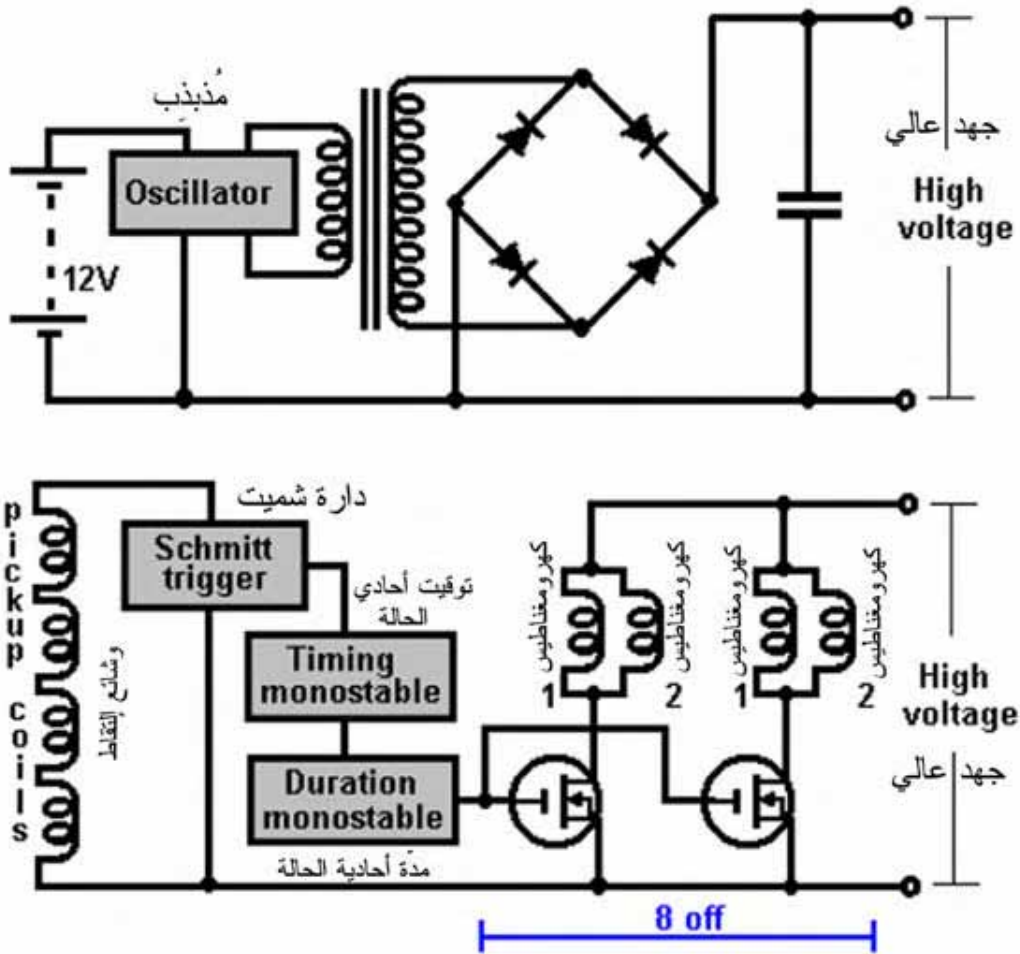 مُذبذِب
Oscillator
12V
جهد عالي
High
voltage
pickup coils
وشائع إلتقاط
دارة شميت
Schmitt
trigger
توقيت أحادي
الحالة
Timing
monostable
Duration
monostable
مدّة أحادية الحالة
كهرومغناطيس
1
كهرومغناطيس
2
كهرومغناطيس
1
كهرومغناطيس
2
High
voltage
جهد عالي
8 off